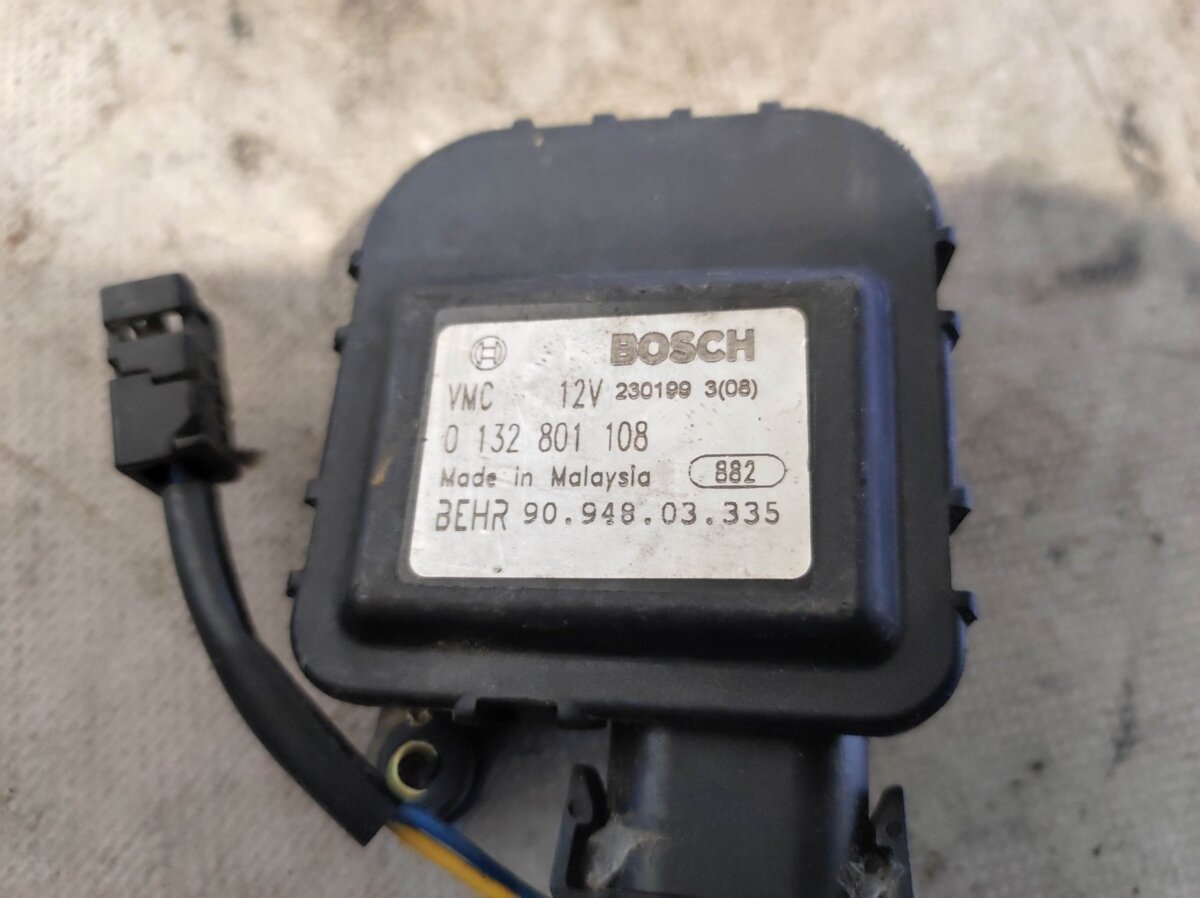 BOSCH
VMC 12V 230199 3(08)
0 132 801 108
Made in Malaysia 882
BEHR 90.948.03.335